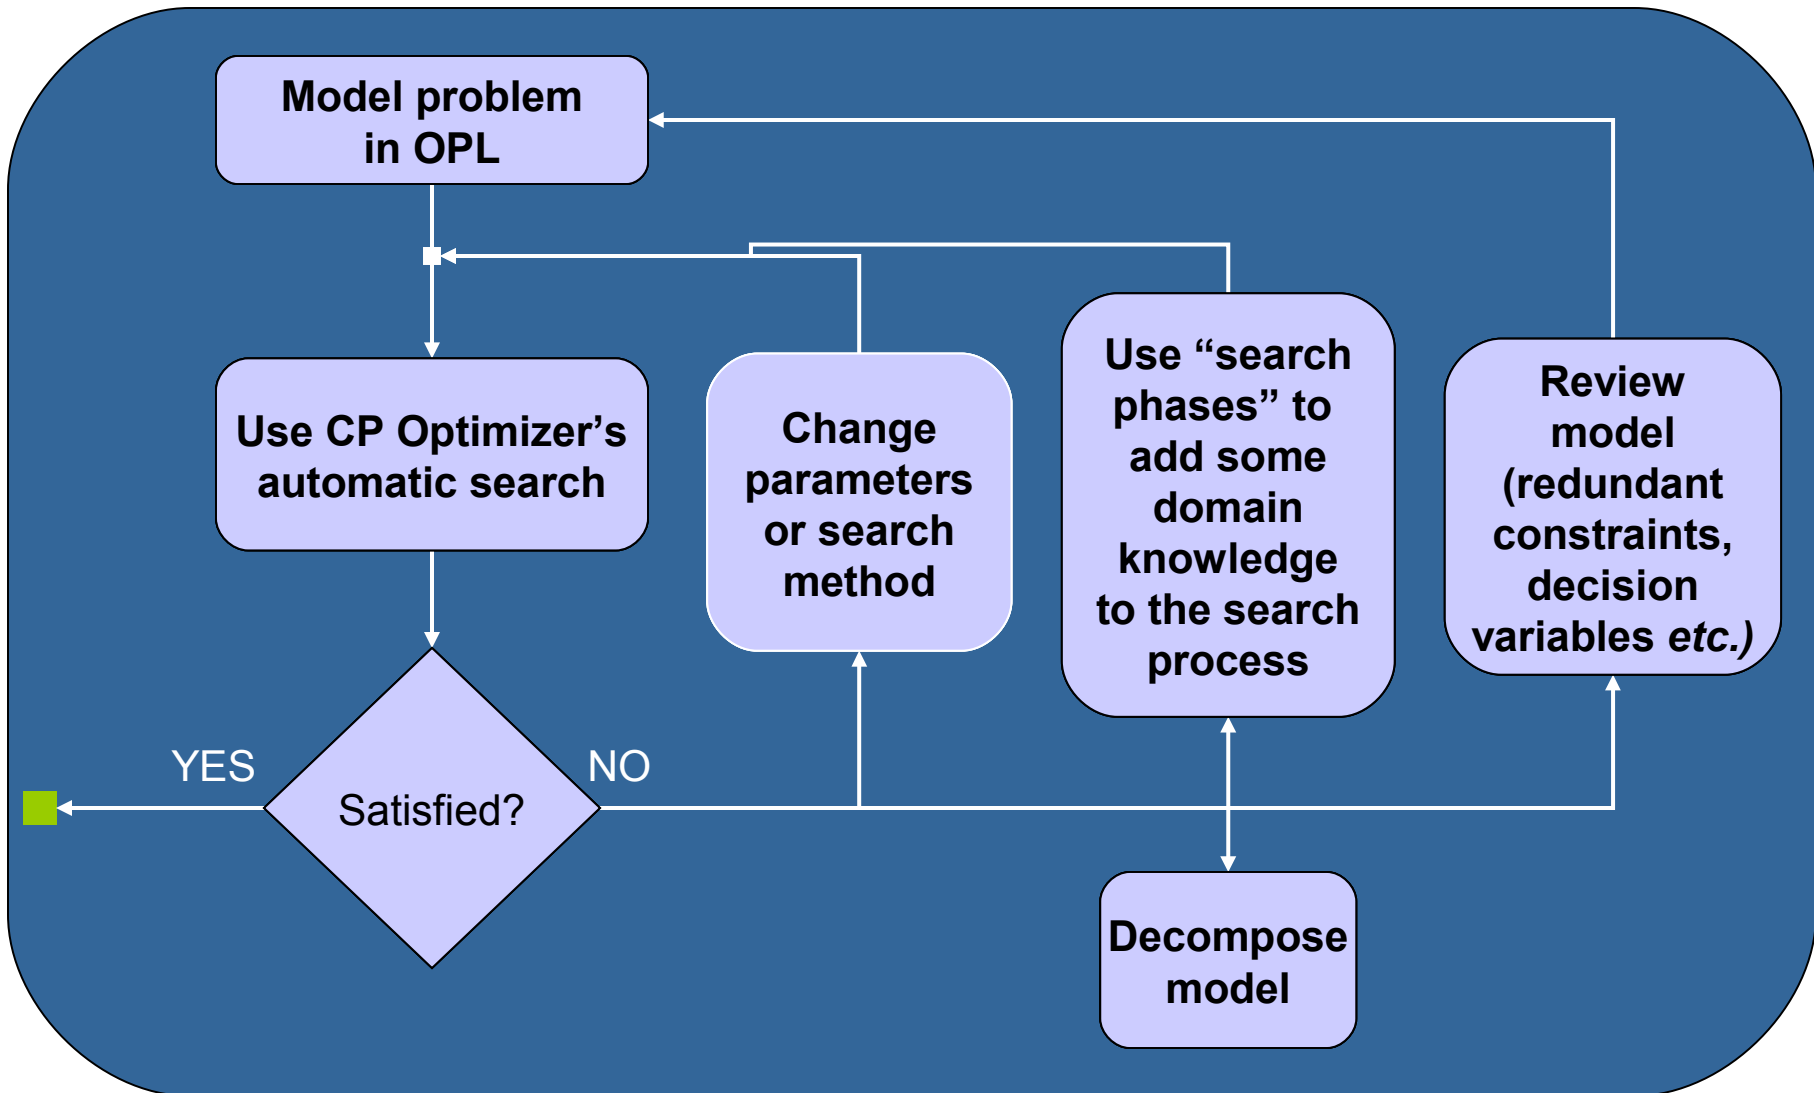 Model problem
in OPL
Use CP Optimizer’s
automatic search
Change
parameters
or search
method
Use “search
phases” to
add some
domain
knowledge
to the search
process
Review
model
(redundant
constraints,
decision
variables etc.)
YES
Satisfied?
NO
Decompose
model